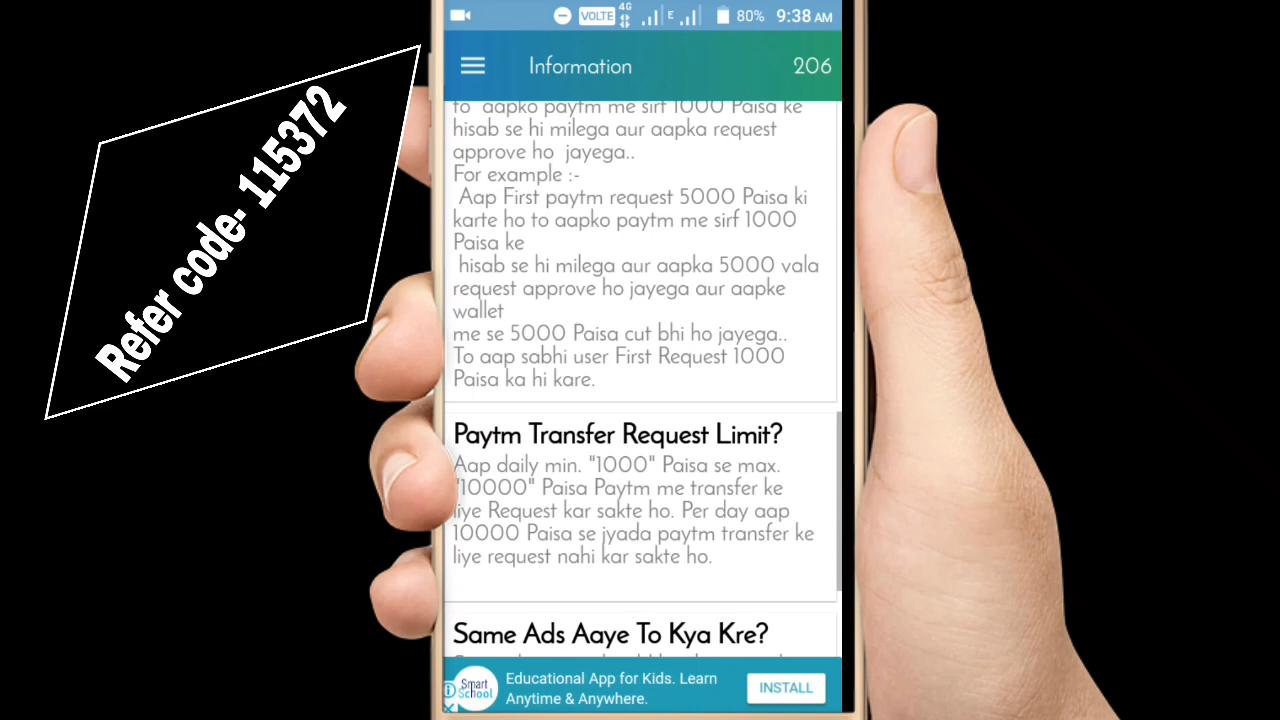 Refer code- 115372
VOLTE 4G E 80% 9:38 AM
Information 206
to aapko paytm me sirf 1000 Paisa ke
hisab se hi milega aur aapka request
approve ho jayega..
For example :-
Aap First paytm request 5000 Paisa ki
karte ho to aapko paytm me sirf 1000
Paisa ke
hisab se hi milega aur aapka 5000 vala
request approve ho jayega aur aapke
wallet
me se 5000 Paisa cut bhi ho jayega..
To aap sabhi user First Request 1000
Paisa ka hi kare.
Paytm Transfer Request Limit?
Aap daily min. "1000" Paisa se max.
"10000" Paisa Paytm me transfer ke
liye Request kar sakte ho. Per day aap
10000 Paisa se jyada paytm transfer ke
liye request nahi kar sakte ho.
Same Ads Aaye To Kya Kre?
Smart School
Educational App for Kids. Learn
Anytime & Anywhere.
INSTALL